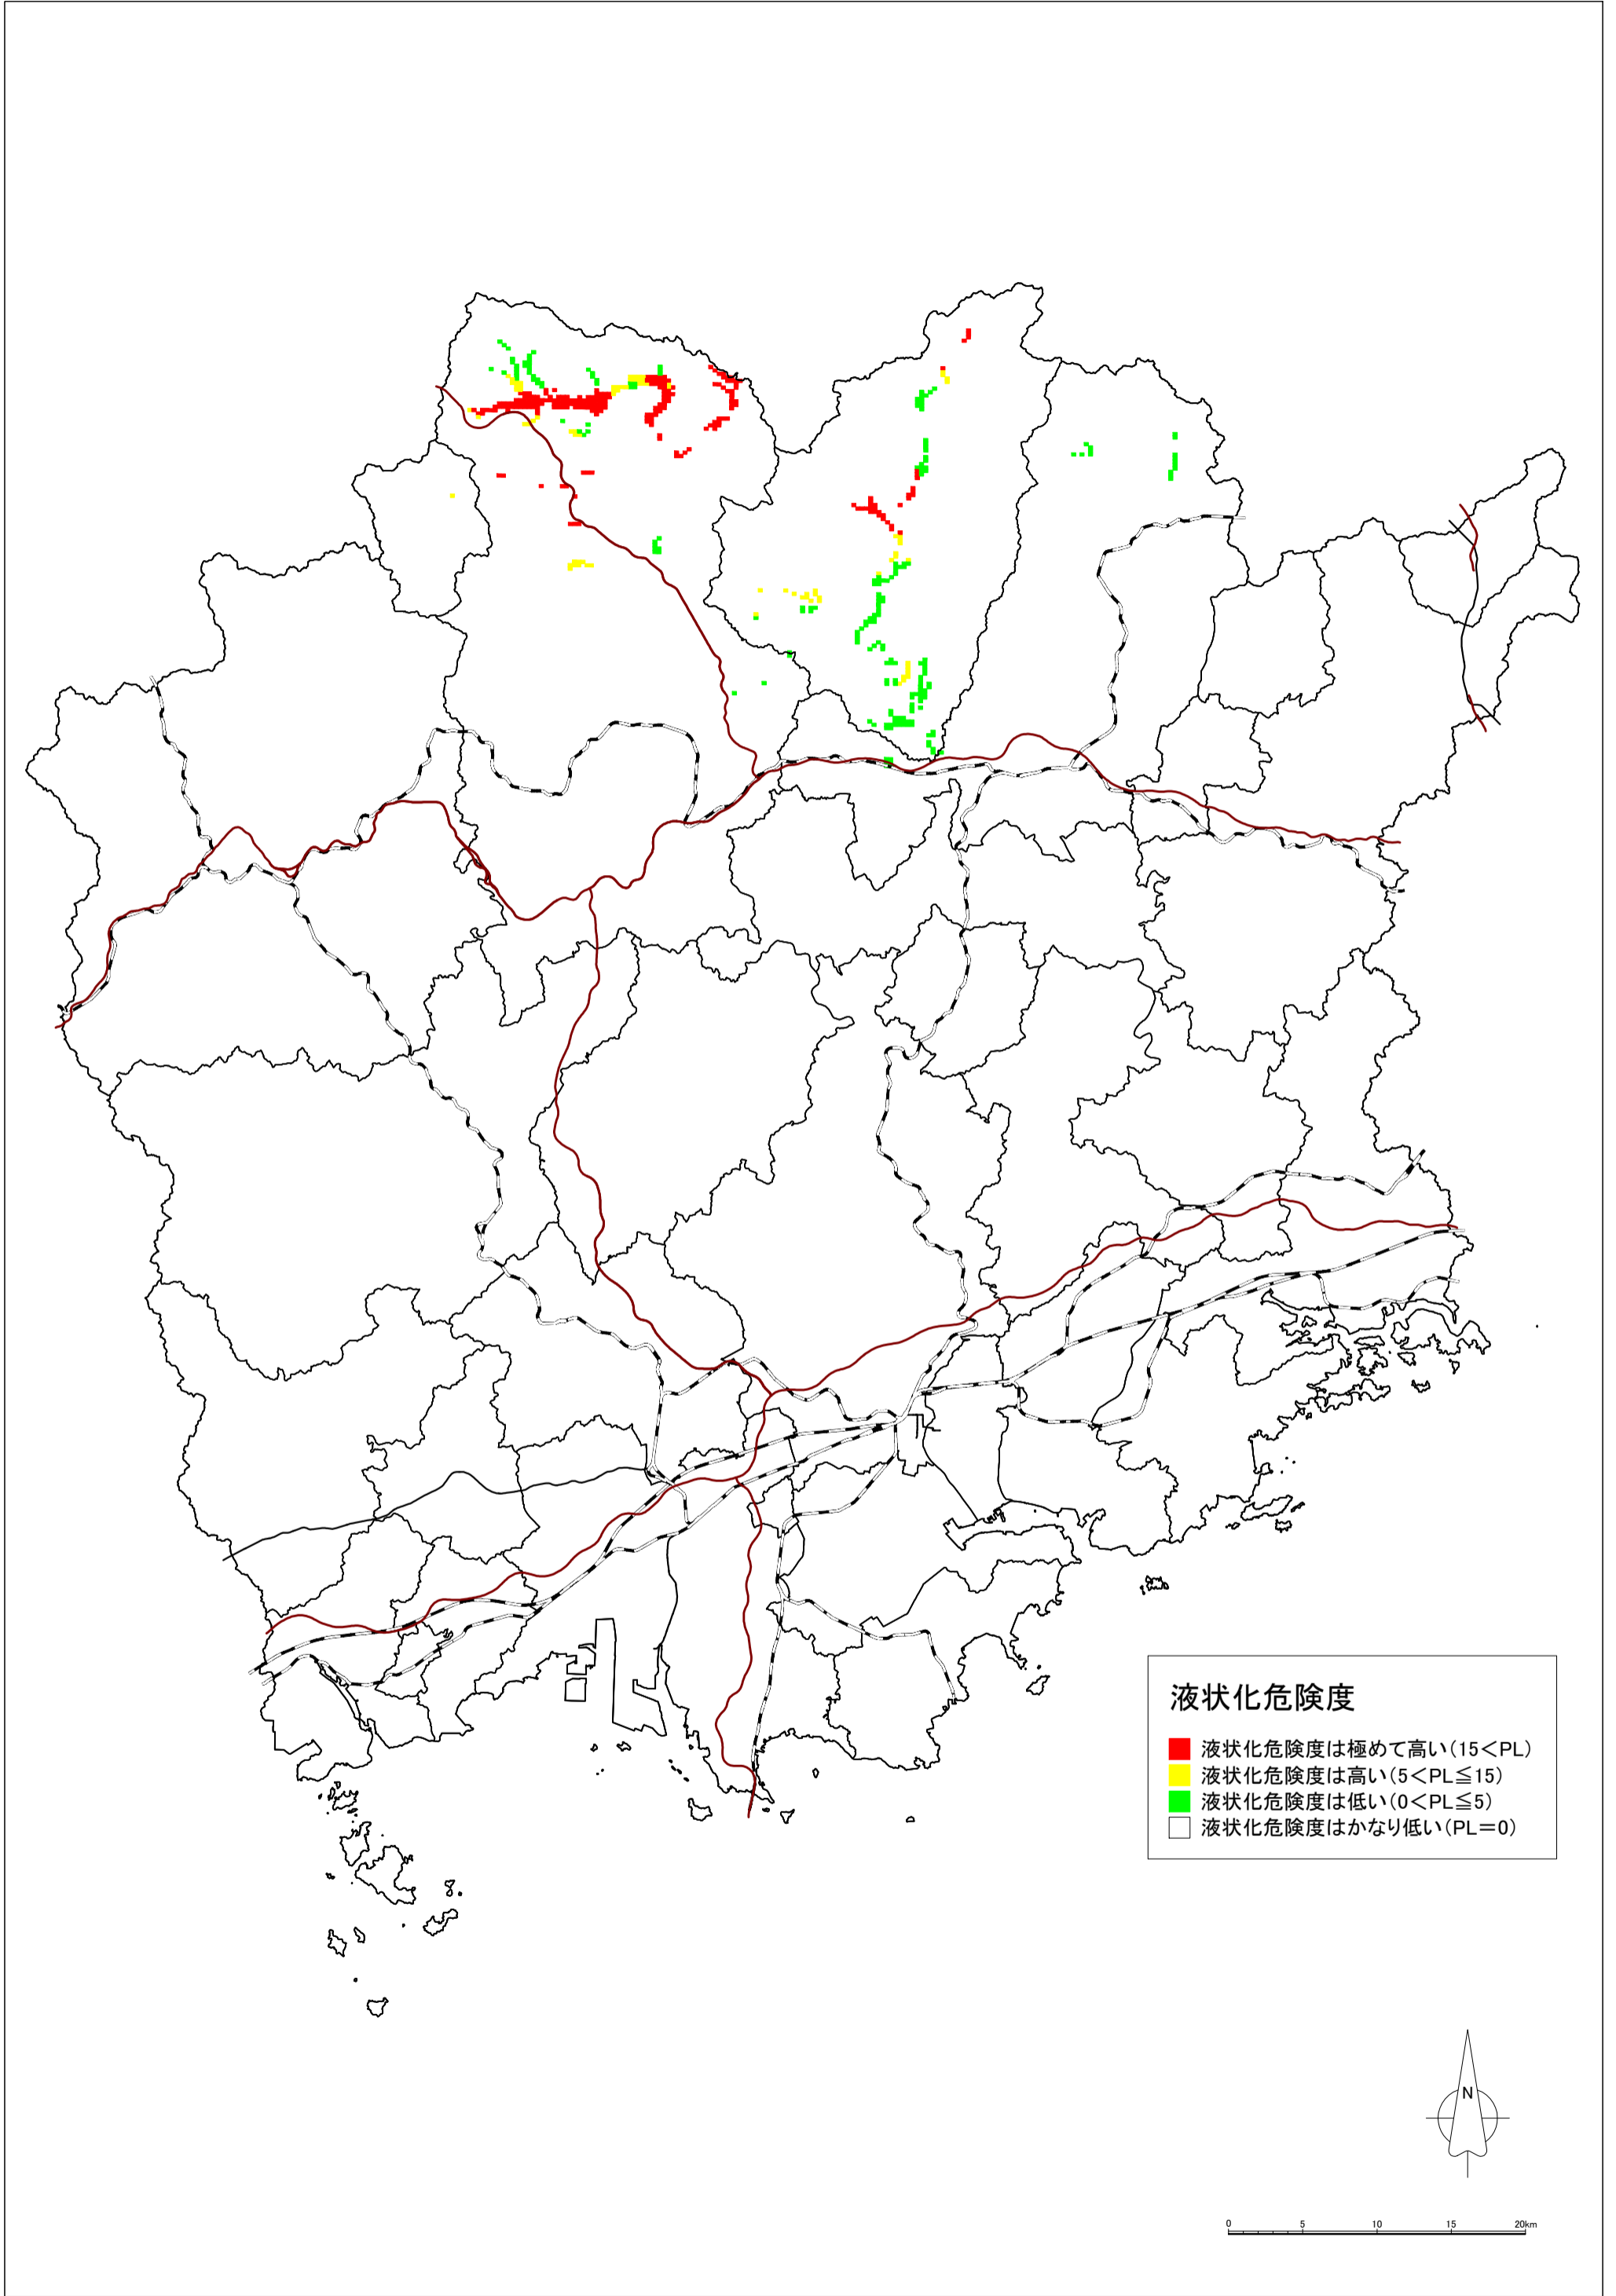 液状化危険度
液状化危険度は極めて高い(15<PL)
液状化危険度は高い(5<PL≦15)
液状化危険度は低い(0<PL≦5)
液状化危険度はかなり低い(PL=0)
N
0 5 10 15 20km